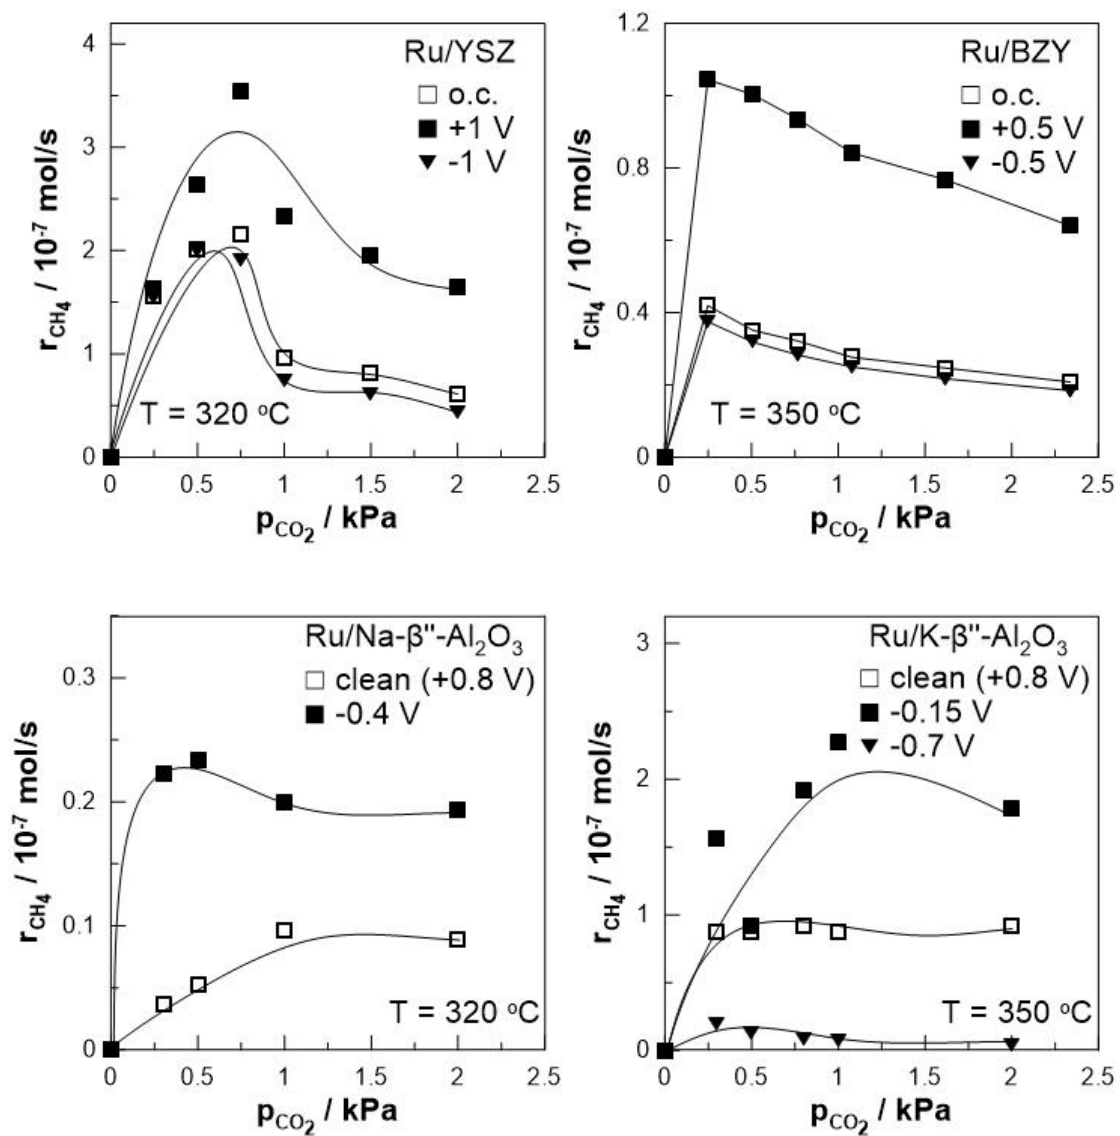 Ru/YSZ
o.c.
+1 V
-1 V
T = 320 °C
4
3
2
1
0
0 0.5 1 1.5 2 2.5
r_CH₄ / 10⁻⁷ mol/s
p_CO₂ / kPa
Ru/BZY
o.c.
+0.5 V
-0.5 V
T = 350 °C
1.2
0.8
0.4
0
0 0.5 1 1.5 2 2.5
r_CH₄ / 10⁻⁷ mol/s
p_CO₂ / kPa
Ru/Na-β"-Al₂O₃
clean (+0.8 V)
-0.4 V
T = 320 °C
0.3
0.2
0.1
0
0 0.5 1 1.5 2 2.5
r_CH₄ / 10⁻⁷ mol/s
p_CO₂ / kPa
Ru/K-β"-Al₂O₃
clean (+0.8 V)
-0.15 V
-0.7 V
T = 350 °C
3
2
1
0
0 0.5 1 1.5 2 2.5
r_CH₄ / 10⁻⁷ mol/s
p_CO₂ / kPa